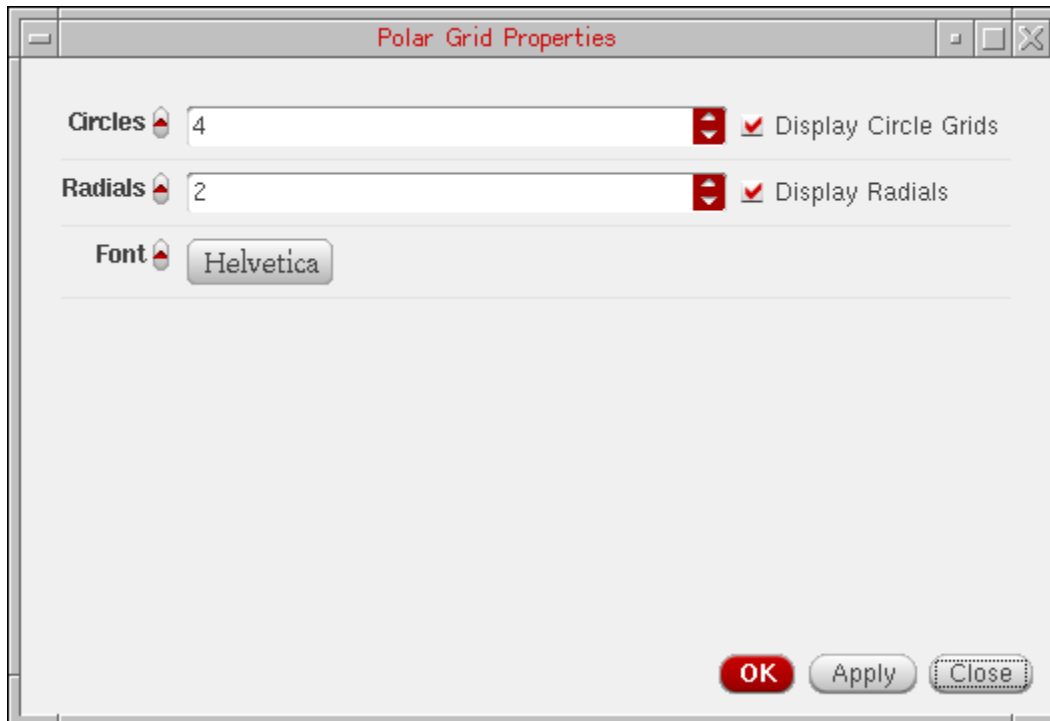 Polar Grid Properties
Circles 4 Display Circle Grids
Radials 2 Display Radials
Font Helvetica
OK Apply Close